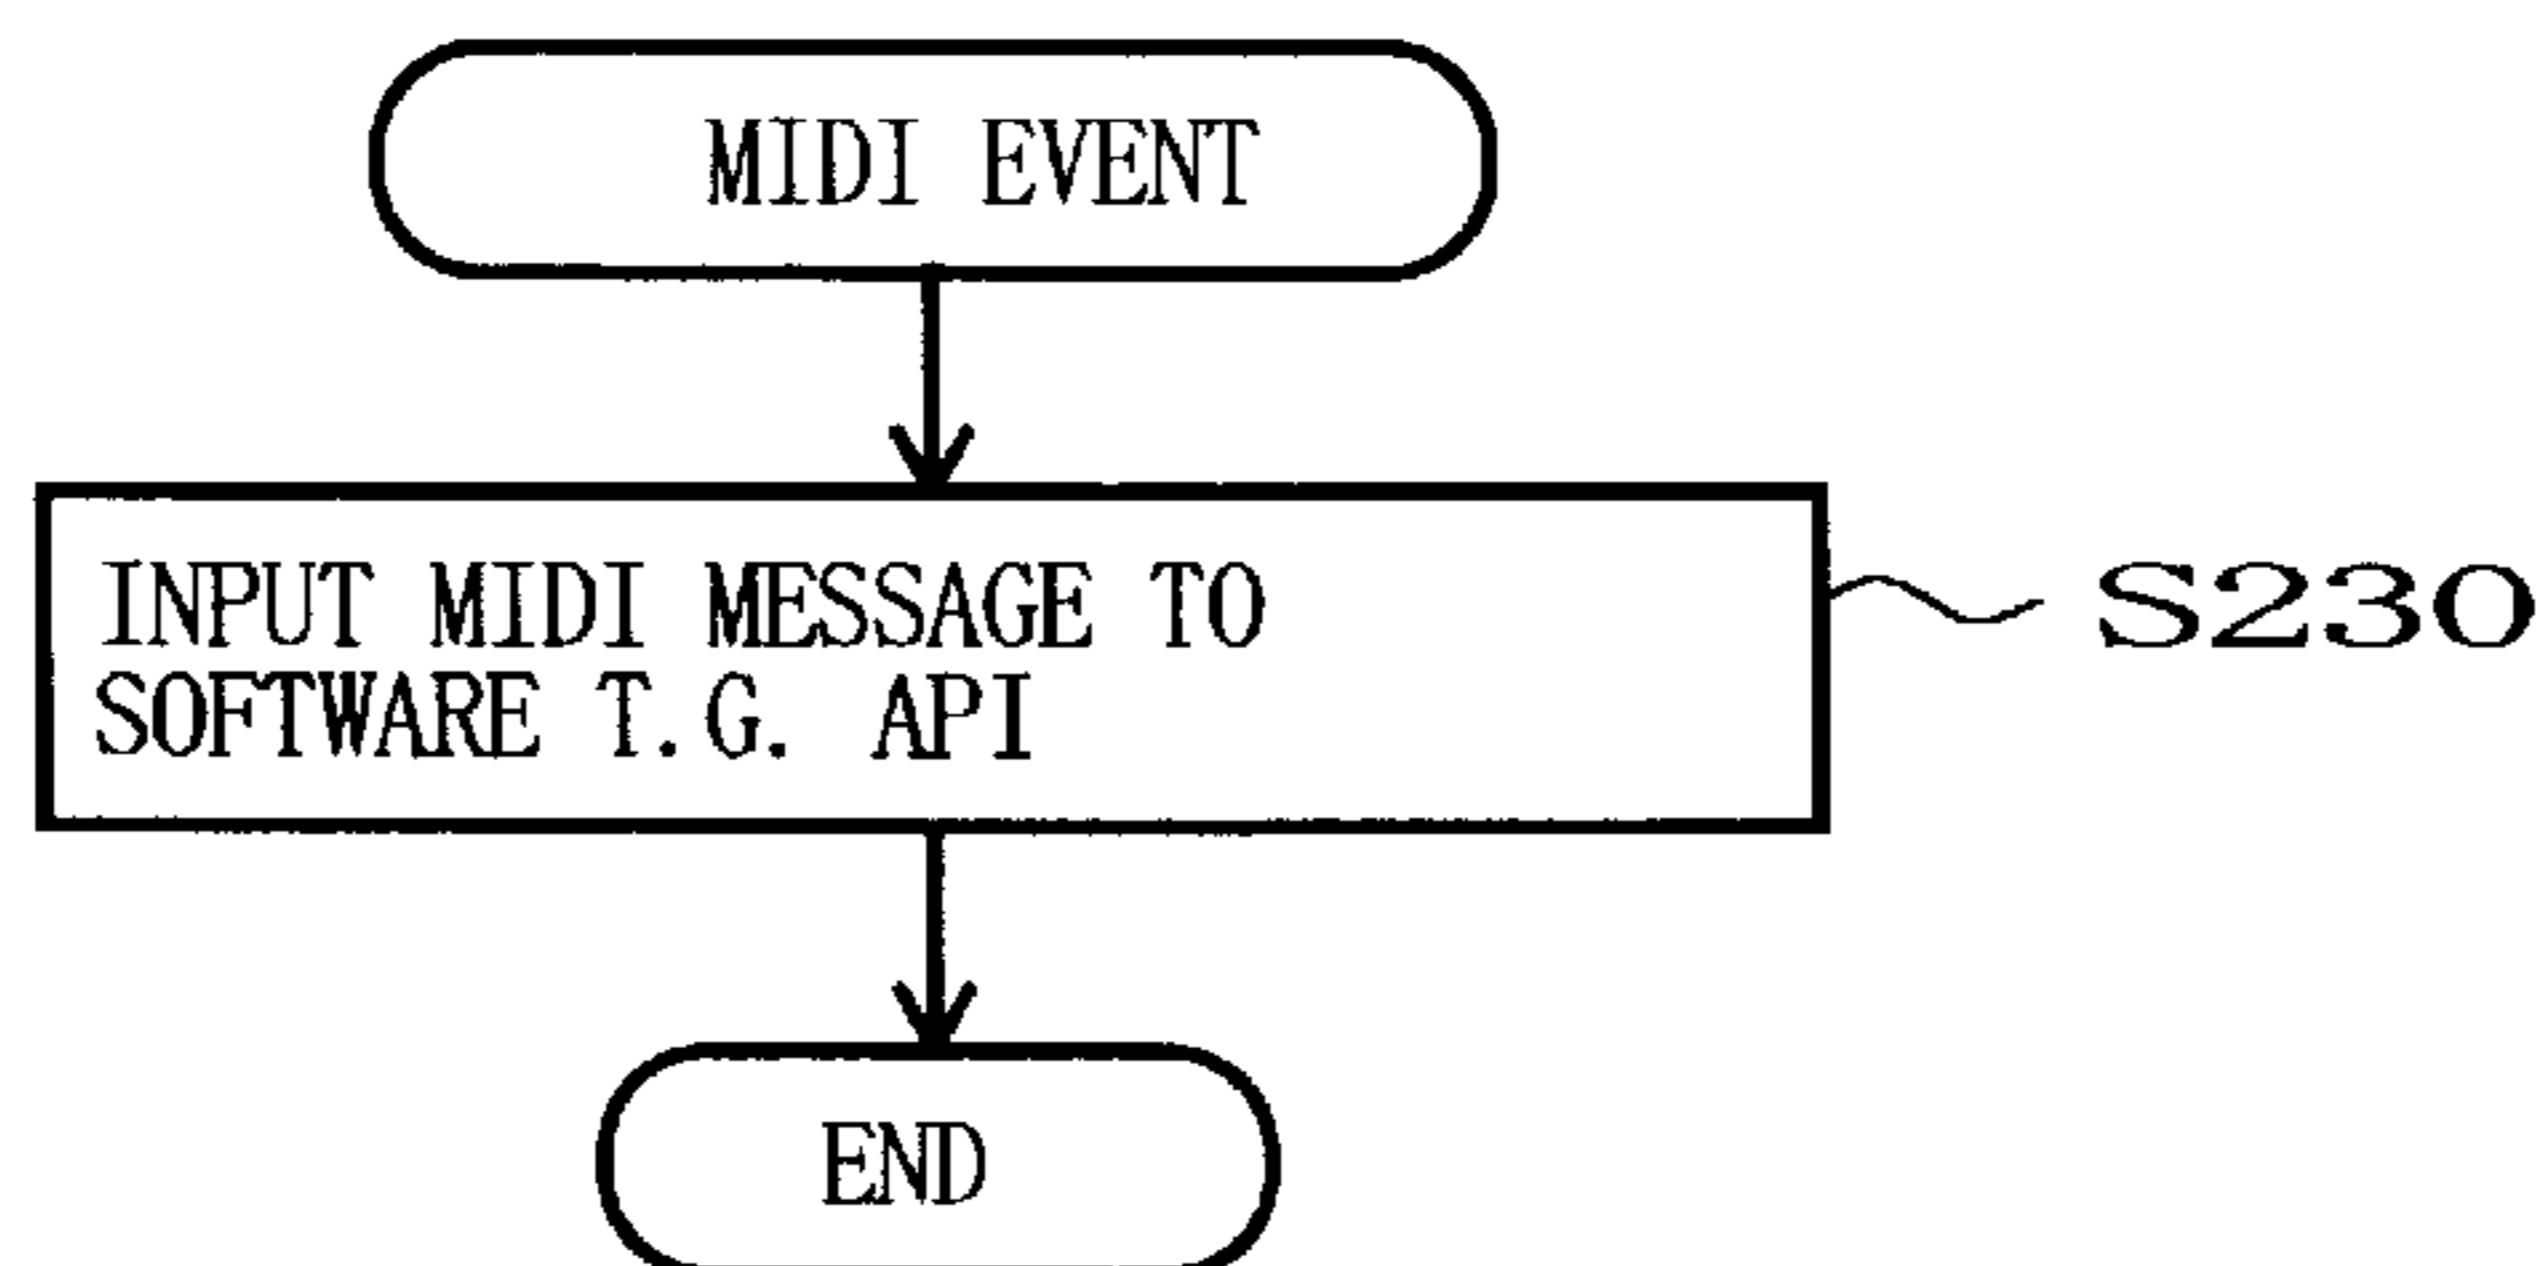 MIDI EVENT
INPUT MIDI MESSAGE TO
SOFTWARE T.G. API
S230
END